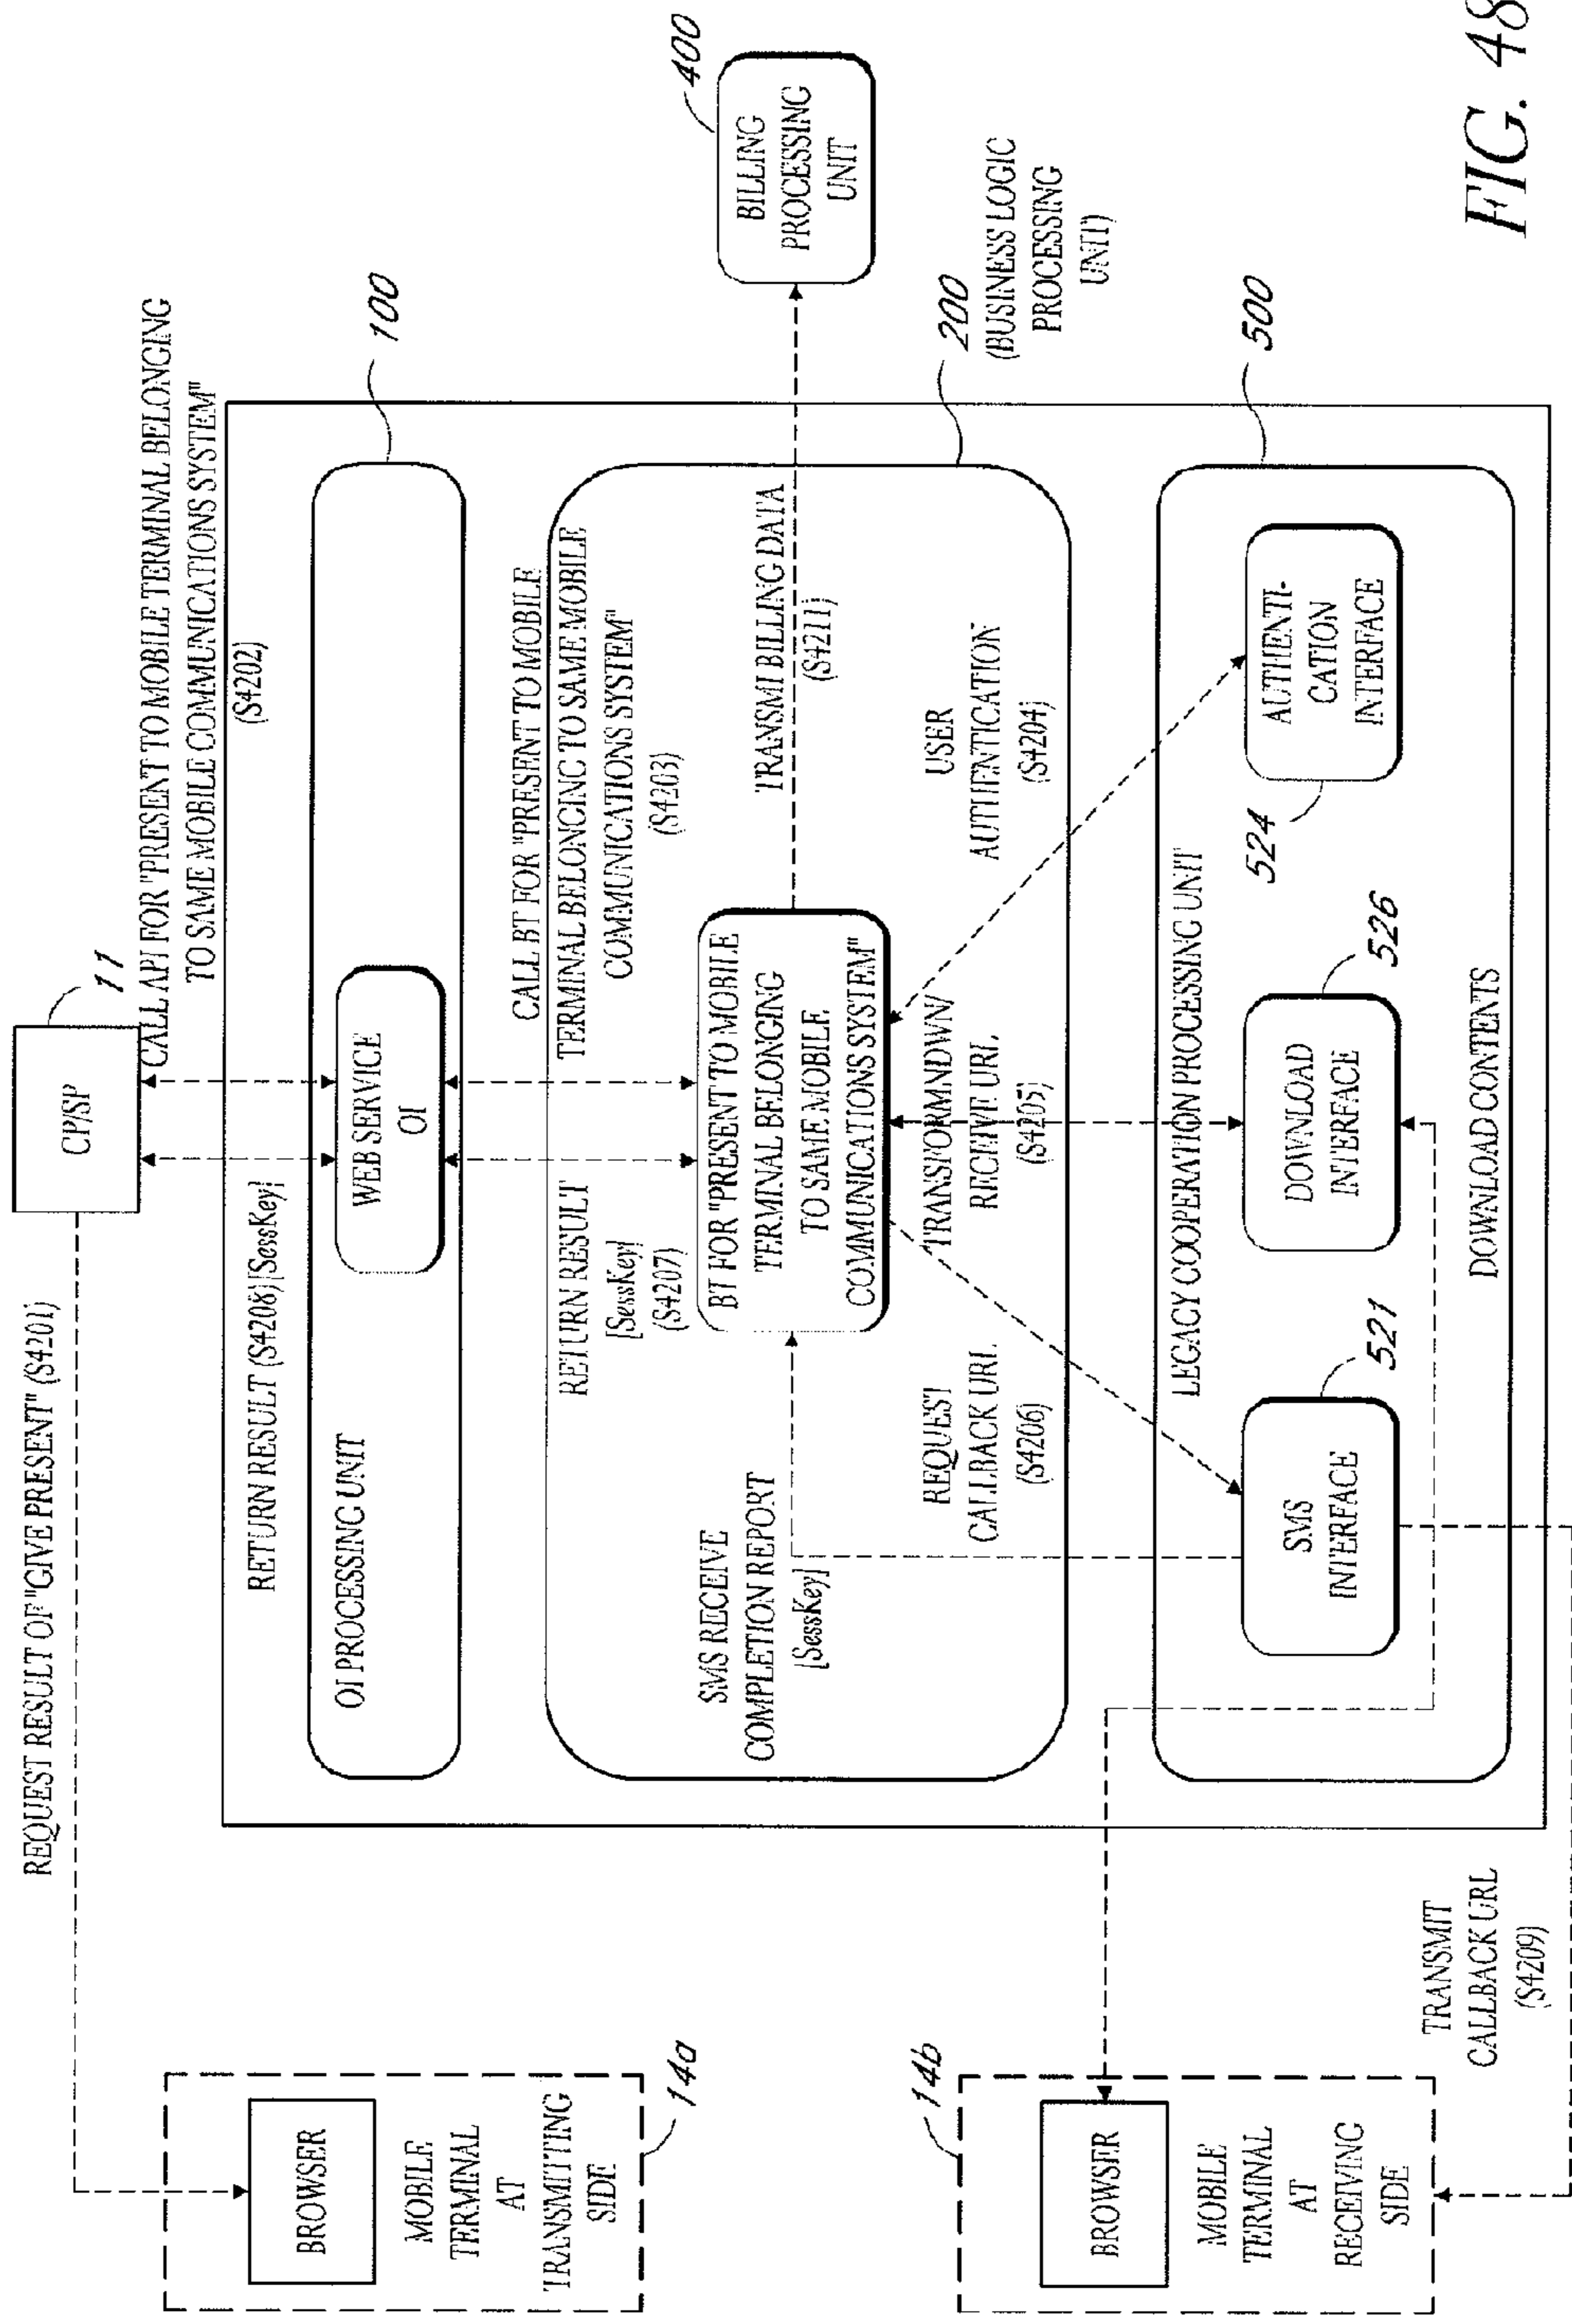 REQUEST RESULT OF "GIVE PRESENT" (S4201)
CP/SP
11
CALL API FOR "PRESENT TO MOBILE TERMINAL BELONGING
TO SAME MOBILE COMMUNICATIONS SYSTEM"
(S4202)
RETURN RESULT (S4208)[SessKey]
OI PROCESSING UNIT
WEB SERVICE
OI
100
CALL BT FOR "PRESENT TO MOBILE
TERMINAL BELONGING TO SAME MOBILE
COMMUNICATIONS SYSTEM"
(S4203)
RETURN RESULT
[SessKey]
(S4207)
BT FOR "PRESENT TO MOBILE
TERMINAL BELONGING
TO SAME MOBILE
COMMUNICATIONS SYSTEM"
TRANSMI BILLING DATA
(S4211)
400
BILLING
PROCESSING
UNIT
200
(BUSINESS LOGIC
PROCESSING
UNIT)
SMS RECEIVE
COMPLETION REPORT
[SessKey]
REQUEST
CALLBACK URL
(S4206)
TRANSFORMNDWN/
RECEIVE URL
(S4205)
USER
AUTHENTICATION
(S4204)
LEGACY COOPERATION PROCESSING UNIT
500
SMS
INTERFACE
521
DOWNLOAD
INTERFACE
526
AUTHENTI-
CATION
INTERFACE
524
DOWNLOAD CONTENTS
BROWSER
MOBILE
TERMINAL
AT
TRANSMITTING
SIDE
14a
BROWSER
MOBILE
TERMINAL
AT
RECEIVING
SIDE
14b
TRANSMIT
CALLBACK URL
(S4209)
FIG. 48